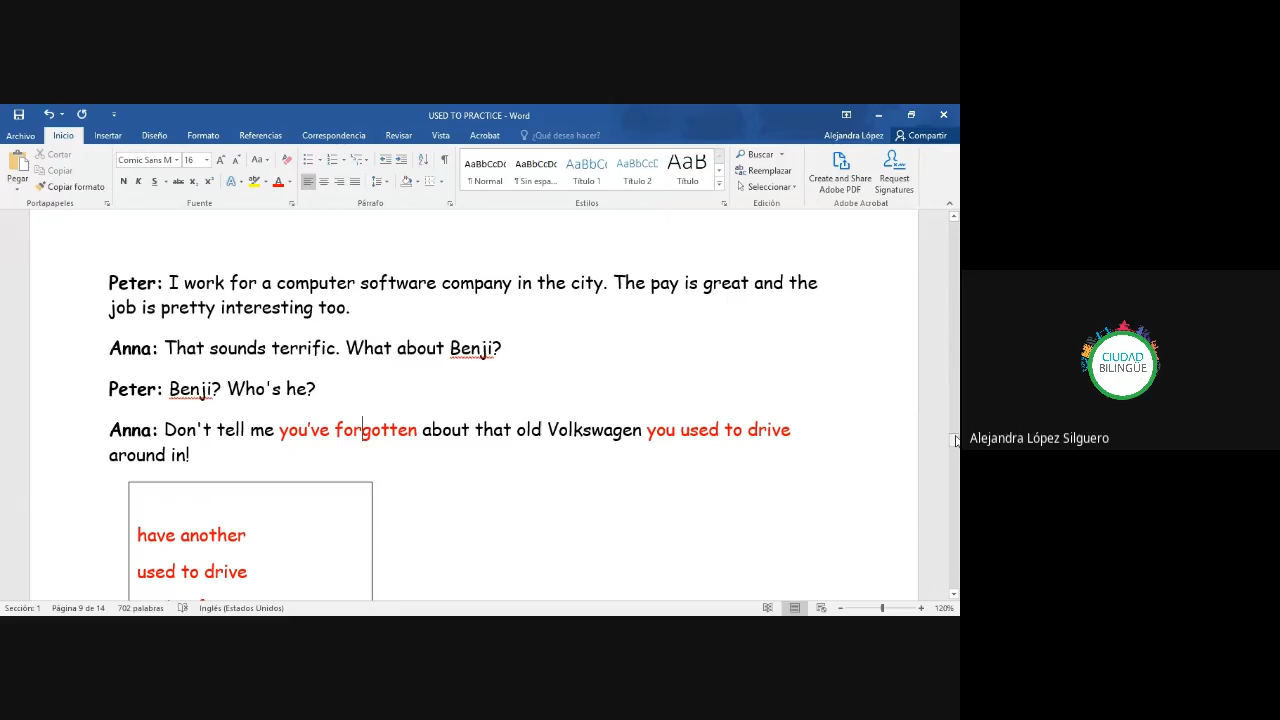 USED TO PRACTICE - Word
Archivo Inicio Insertar Diseño Formato Referencias Correspondencia Revisar Vista Acrobat ¿Qué desea hacer? Alejandra López Compartir
Pegar
Cortar
Copiar
Copiar formato
Portapapeles
Comic Sans M 16 Aa
N K S abc x₂ x²
Fuente
Párrafo
AaBbCcDc AaBbCcDc AaBbCc AaBbCcD AaB
¶ Normal ¶ Sin espa... Título 1 Título 2 Título
Estilos
Buscar
Reemplazar
Seleccionar
Edición
Create and Share
Adobe PDF
Request
Signatures
Adobe Acrobat
Peter: I work for a computer software company in the city. The pay is great and the
job is pretty interesting too.
Anna: That sounds terrific. What about Benji?
Peter: Benji? Who's he?
Anna: Don't tell me you've forgotten about that old Volkswagen you used to drive
around in!
have another
used to drive
Sección: 1 Página 9 de 14 702 palabras Inglés (Estados Unidos) 120%
CIUDAD
BILINGÜE
Alejandra López Silguero